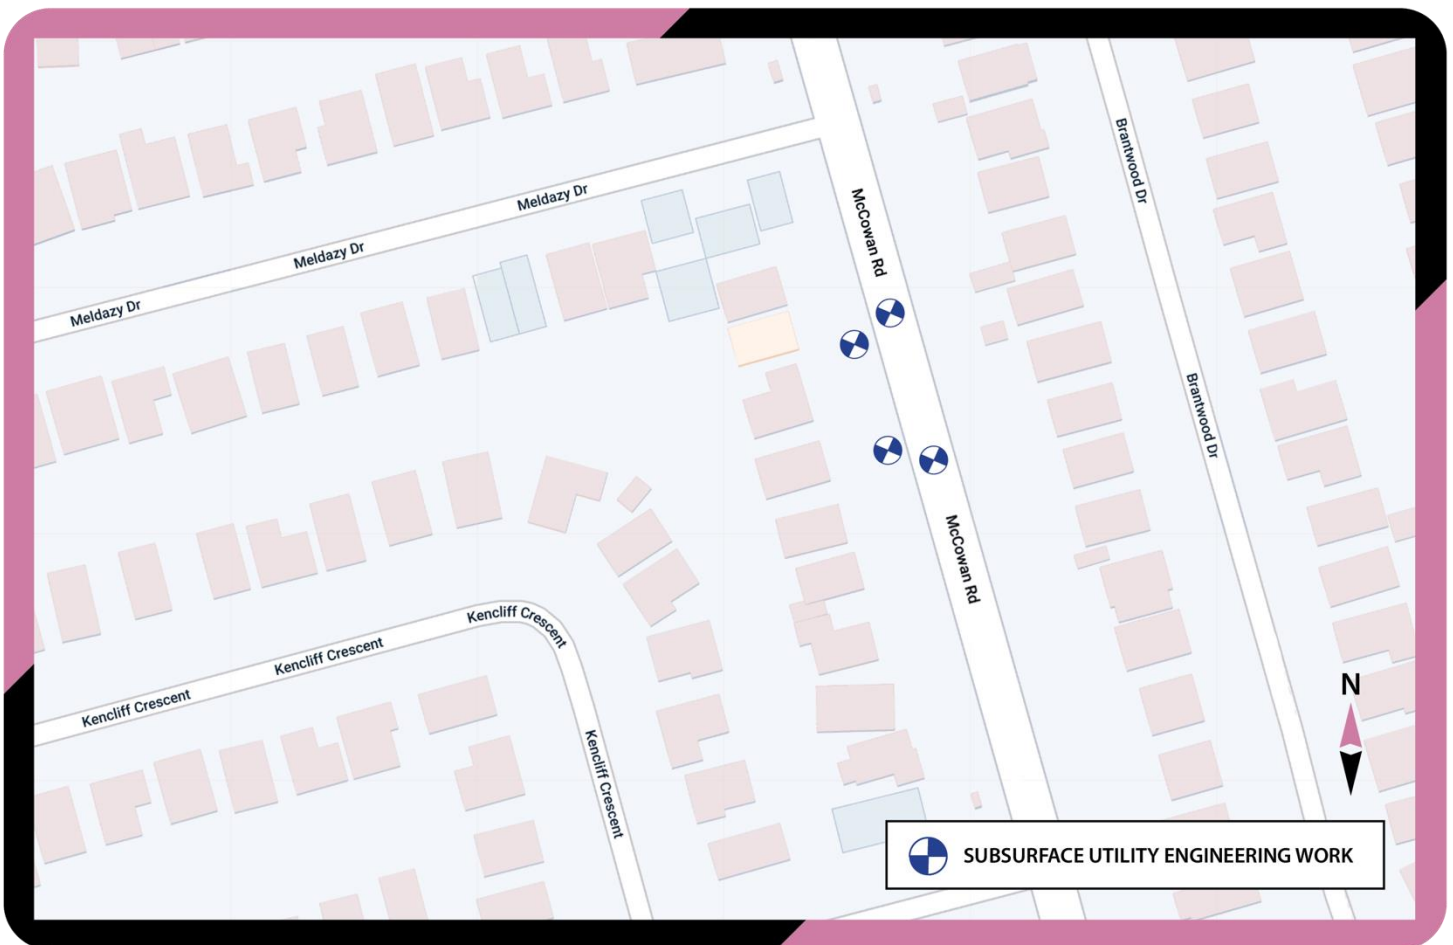 Brantwood Dr
Meldazy Dr
McCowan Rd
Meldazy Dr
Meldazy Dr
Brantwood Dr
McCowan Rd
Kencliff Crescent
Kencliff Crescent
Kencliff Crescent
N
Kencliff Crescent
SUBSURFACE UTILITY ENGINEERING WORK